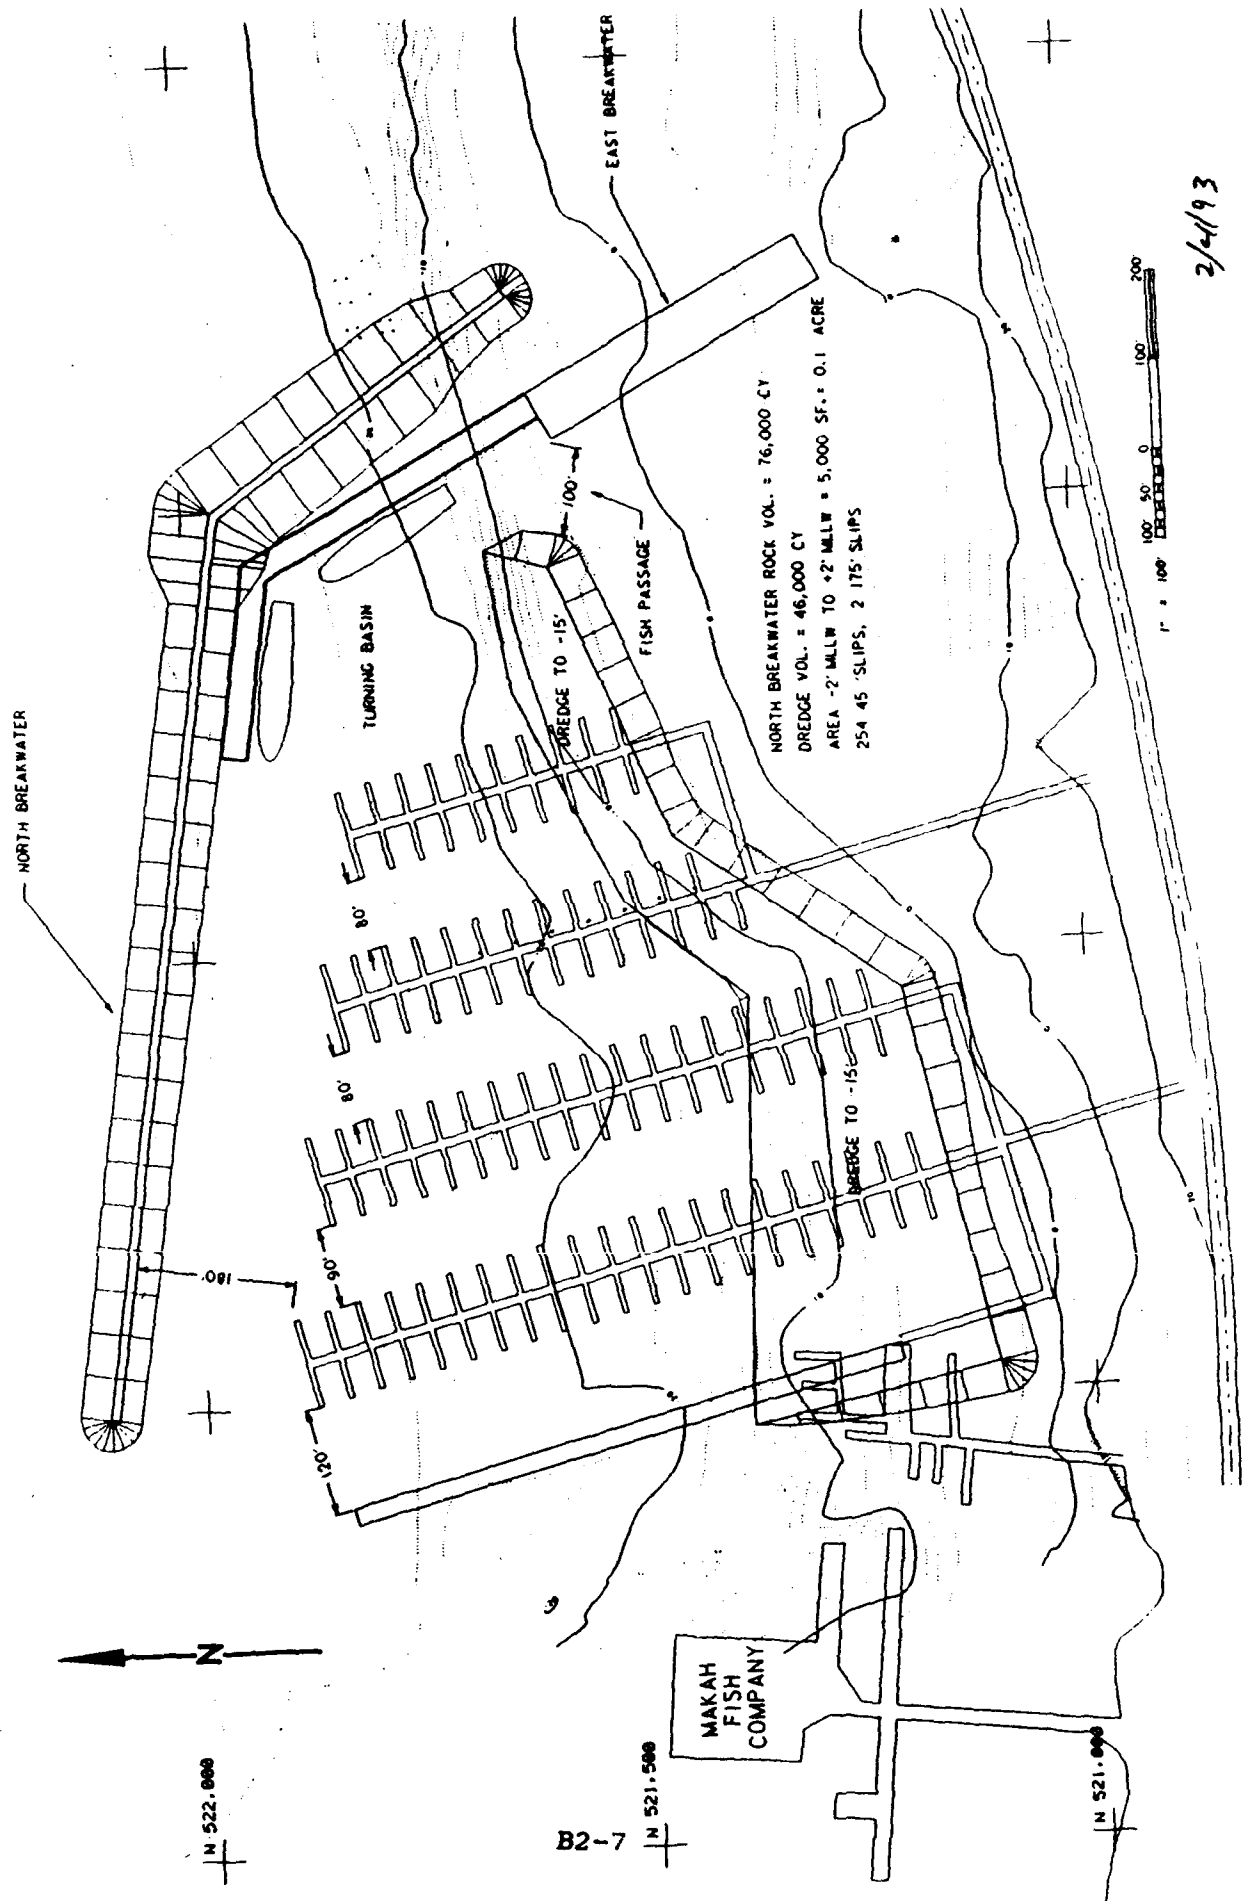 NORTH BREAKWATER
EAST BREAKWATER
TURNING BASIN
DREDGE TO -15'
FISH PASSAGE
100'
80'
80'
90'
120'
180'
DREDGE TO -15'
NORTH BREAKWATER ROCK VOL. = 76,000 CY
DREDGE VOL. = 46,000 CY
AREA -2' MLLW TO +2' MLLW = 5,000 SF. = 0.1 ACRE
254 45 'SLIPS, 2 175' SLIPS
100' 50' 0 100' 200'
1" = 100'
2/4/93
N
MAKAH
FISH
COMPANY
N 522,000
N 521,500
N 521,000
B2-7